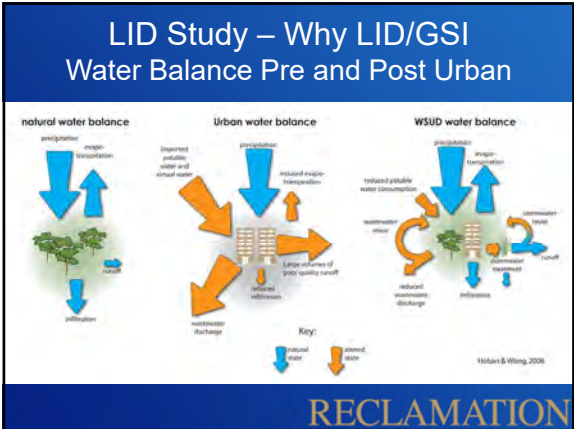 LID Study – Why LID/GSI
Water Balance Pre and Post Urban
natural water balance
precipitation
evapo-
transpiration
runoff
infiltration
Urban water balance
imported
potable
water and
virtual water
precipitation
reduced evapo-
transpiration
Large volumes of
poor quality runoff
reduced
infiltration
wastewater
discharge
WSUD water balance
precipitation
evapo-
transpiration
reduced potable
water consumption
wastewater
reuse
stormwater
reuse
runoff
stormwater
treatment
infiltration
reduced
wastewater
discharge
Key:
natural
state
altered
state
Hoban & Wong, 2006
RECLAMATION